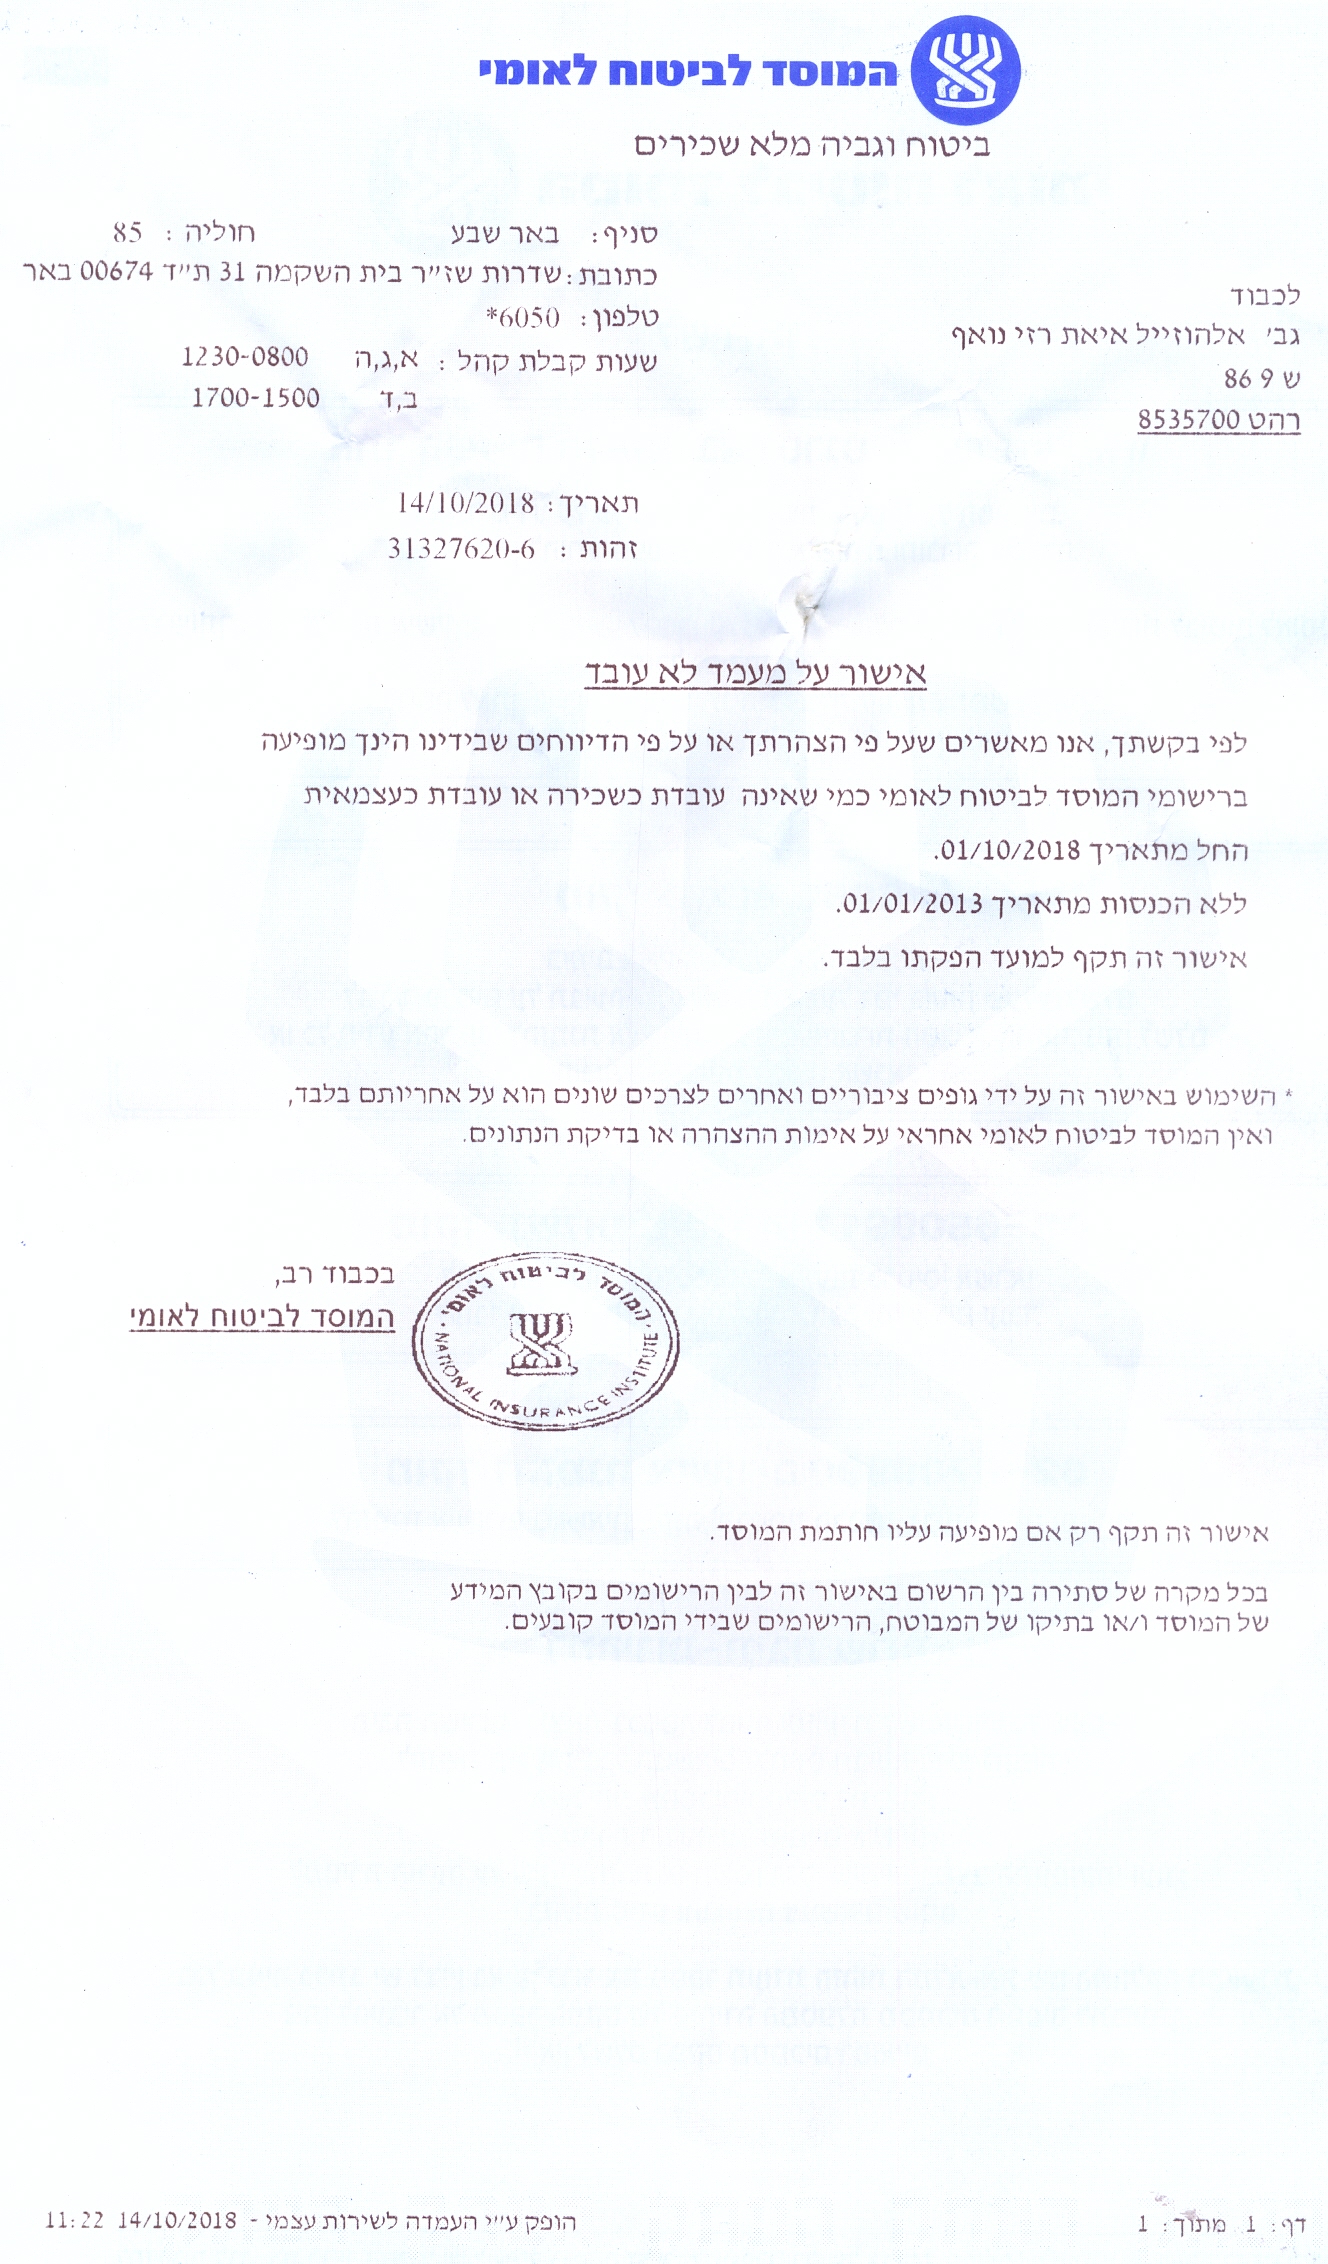 המוסד לביטוח לאומי
ביטוח וגביה מלא שכירים
סניף: באר שבע חוליה: 85
כתובת: שדרות שז״ר בית השקמה 31 ת״ד 00674 באר
טלפון: 6050*
שעות קבלת קהל: א,ג,ה 1230-0800
ב,ד 1700-1500
לכבוד
גב׳ אלהוזייל איאת רזי נואף
ש 9 86
רהט 8535700
תאריך: 14/10/2018
זהות: 31327620-6
אישור על מעמד לא עובד
לפי בקשתך, אנו מאשרים שעל פי הצהרתך או על פי הדיווחים שבידינו הינך מופיעה
ברישומי המוסד לביטוח לאומי כמי שאינה עובדת כשכירה או עובדת כעצמאית
החל מתאריך 01/10/2018.
ללא הכנסות מתאריך 01/01/2013.
אישור זה תקף למועד הפקתו בלבד.
* השימוש באישור זה על ידי גופים ציבוריים ואחרים לצרכים שונים הוא על אחריותם בלבד,
ואין המוסד לביטוח לאומי אחראי על אימות ההצהרה או בדיקת הנתונים.
בכבוד רב,
המוסד לביטוח לאומי
המוסד לביטוח לאומי
NATIONAL INSURANCE INSTITUTE
אישור זה תקף רק אם מופיעה עליו חותמת המוסד.
בכל מקרה של סתירה בין הרשום באישור זה לבין הרישומים בקובץ המידע
של המוסד ו/או בתיקו של המבוטח, הרישומים שבידי המוסד קובעים.
דף: 1 מתוך: 1
הופק ע״י העמדה לשירות עצמי - 14/10/2018 11:22